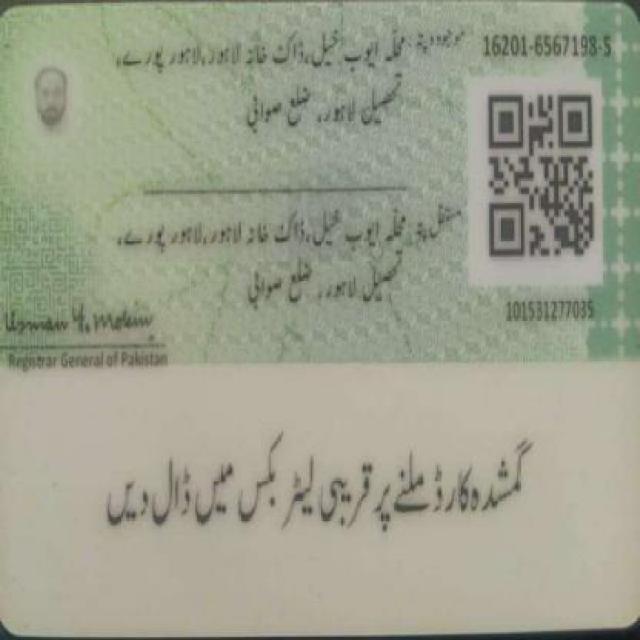 16201-6567198-5
موجودہ پتہ: محلہ ایوب خیل، ڈاک خانہ لاہور، لاہور پورے،
تحصیل لاہور، ضلع صوابی
مستقل پتہ: محلہ ایوب خیل، ڈاک خانہ لاہور، لاہور پورے،
تحصیل لاہور، ضلع صوابی
101531277035
Usman Y. Mobin
Registrar General of Pakistan
گمشدہ کارڈ ملنے پر قریبی لیٹر بکس میں ڈال دیں